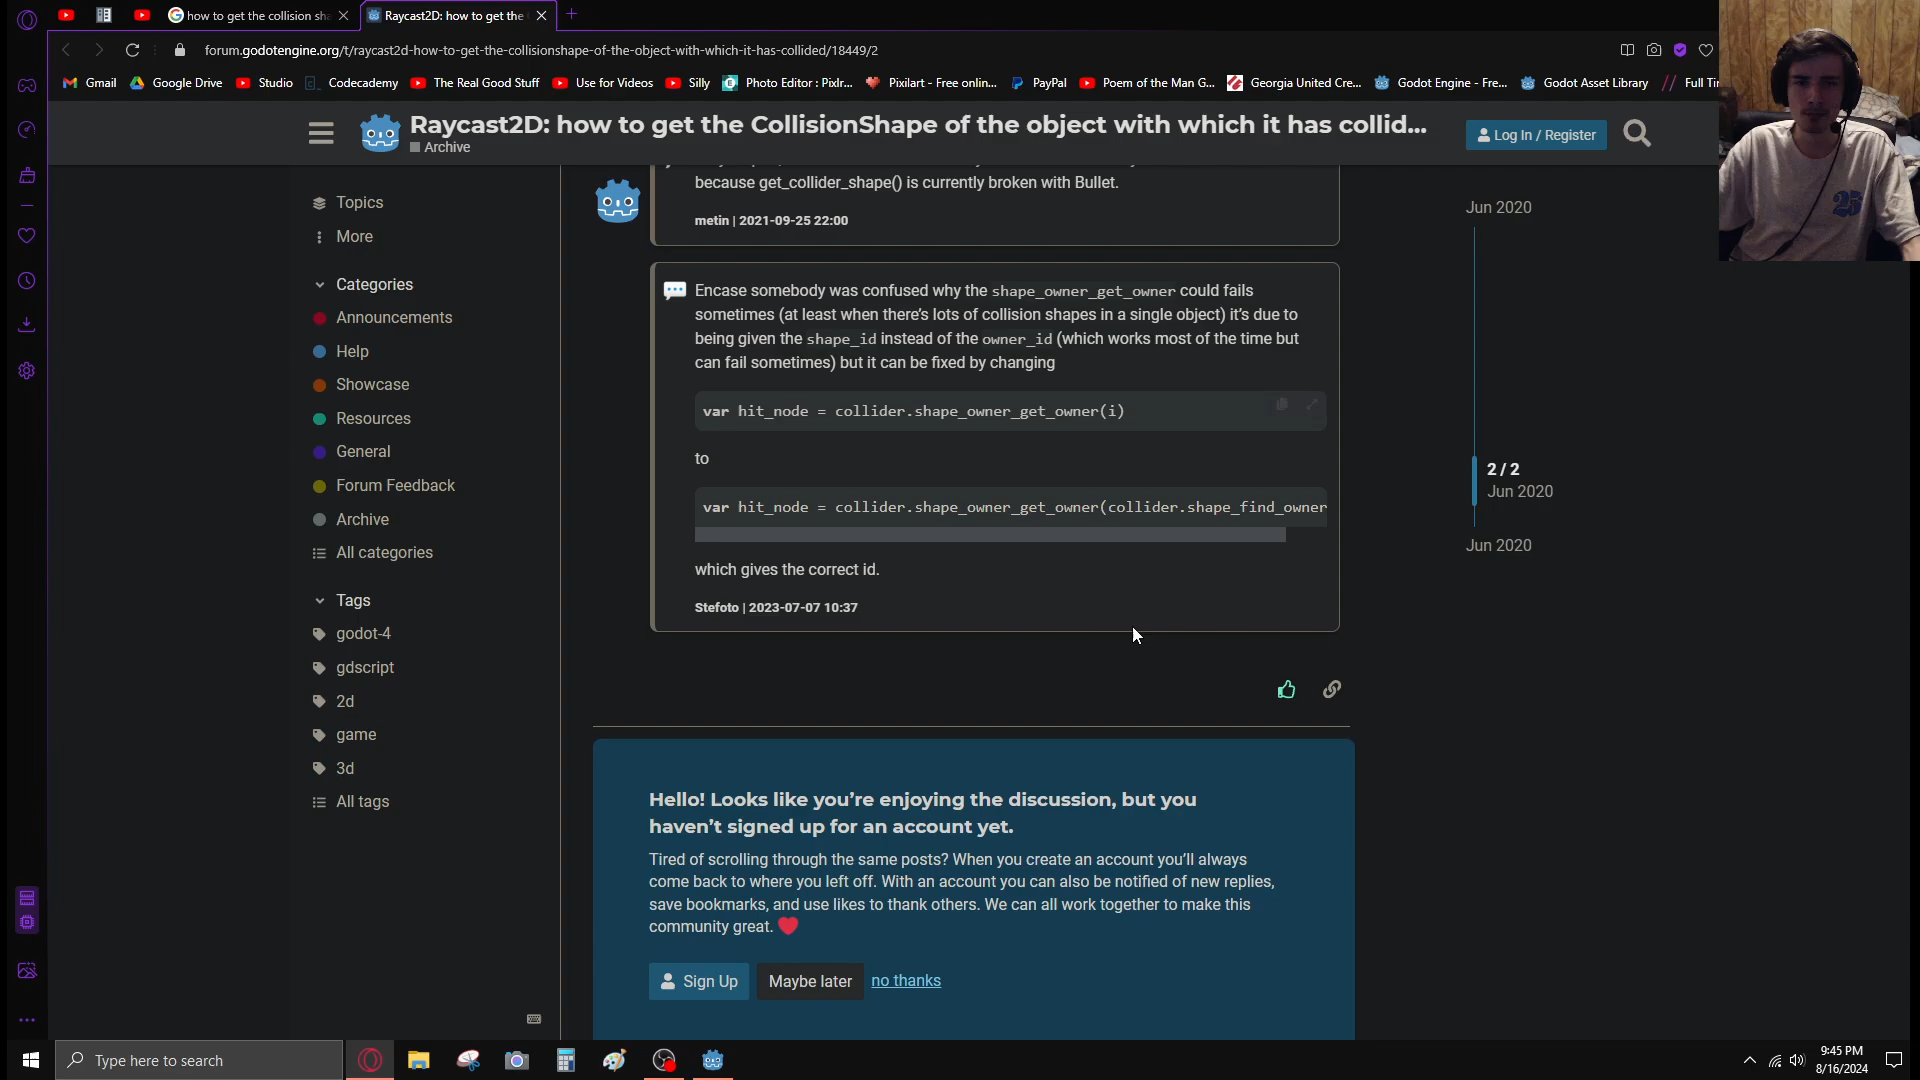 how to get the collision sha
Raycast2D: how to get the
forum.godotengine.org/t/raycast2d-how-to-get-the-collisionshape-of-the-object-with-which-it-has-collided/18449/2
Gmail
Google Drive
Studio
Codecademy
The Real Good Stuff
Use for Videos
Silly
Photo Editor : Pixlr...
Pixilart - Free onlin...
PayPal
Poem of the Man G...
Georgia United Cre...
Godot Engine - Fre...
Godot Asset Library
Full Ti
Raycast2D: how to get the CollisionShape of the object with which it has collid...
Archive
Log In / Register
Topics
More
Categories
Announcements
Help
Showcase
Resources
General
Forum Feedback
Archive
All categories
Tags
godot-4
gdscript
2d
game
3d
All tags
because get_collider_shape() is currently broken with Bullet.
metin | 2021-09-25 22:00
Encase somebody was confused why the shape_owner_get_owner could fails
sometimes (at least when there's lots of collision shapes in a single object) it's due to
being given the shape_id instead of the owner_id (which works most of the time but
can fail sometimes) but it can be fixed by changing
var hit_node = collider.shape_owner_get_owner(i)
to
var hit_node = collider.shape_owner_get_owner(collider.shape_find_owner
which gives the correct id.
Stefoto | 2023-07-07 10:37
Jun 2020
2 / 2
Jun 2020
Jun 2020
Hello! Looks like you're enjoying the discussion, but you
haven't signed up for an account yet.
Tired of scrolling through the same posts? When you create an account you'll always
come back to where you left off. With an account you can also be notified of new replies,
save bookmarks, and use likes to thank others. We can all work together to make this
community great.
Sign Up
Maybe later
no thanks
25
Type here to search
9:45 PM
8/16/2024